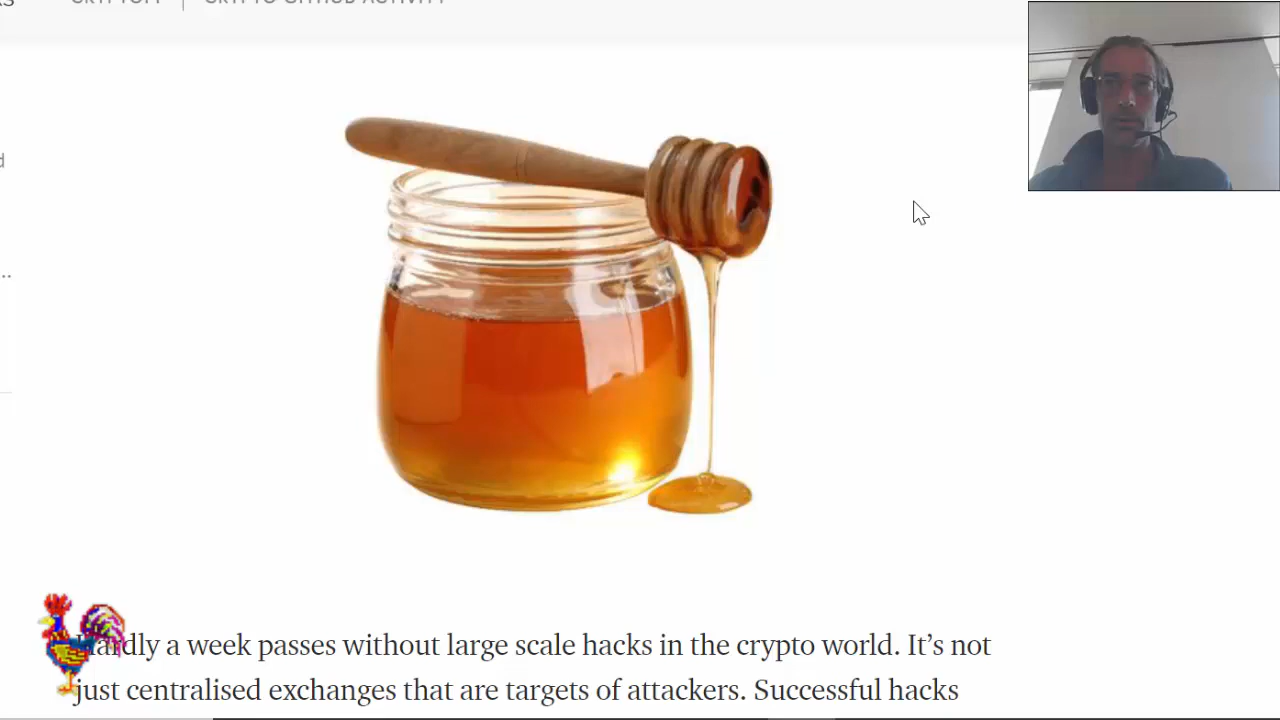 Hardly a week passes without large scale hacks in the crypto world. It’s not
just centralised exchanges that are targets of attackers. Successful hacks